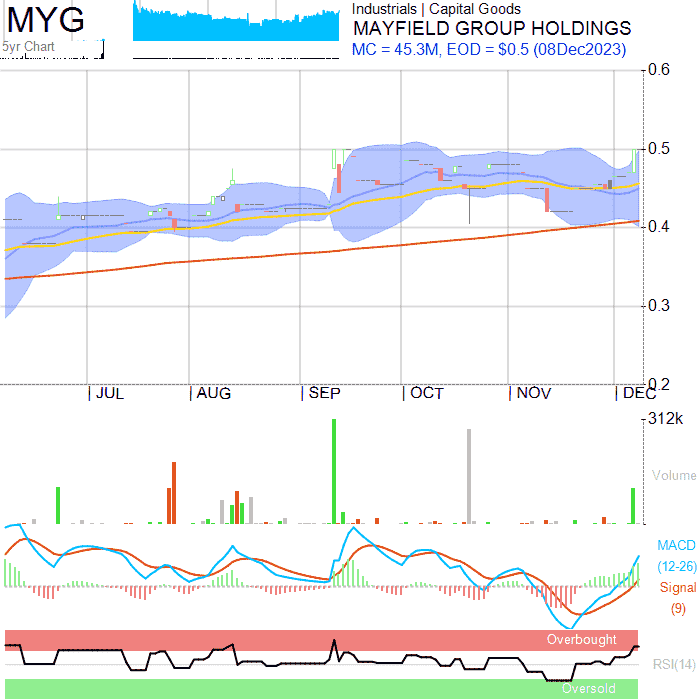 MYG
5yr Chart
Industrials | Capital Goods
MAYFIELD GROUP HOLDINGS
MC = 45.3M, EOD = $0.5 (08Dec2023)
0.6
0.5
0.4
0.3
0.2
JUL AUG SEP OCT NOV DEC
312k
Volume
MACD
(12-26)
Signal
(9)
Overbought
RSI(14)
Oversold